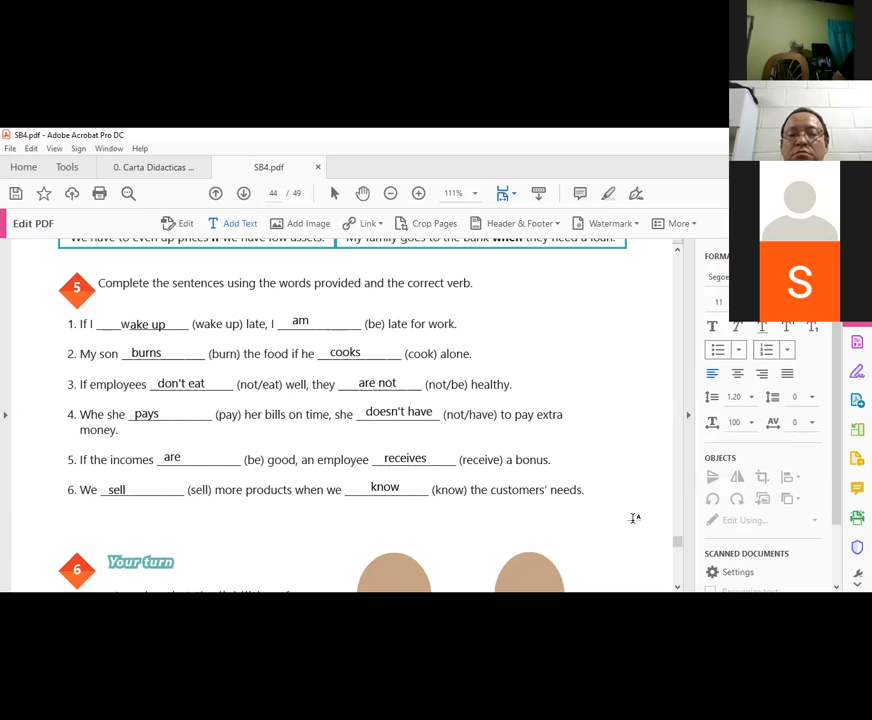 SB4.pdf - Adobe Acrobat Pro DC
File Edit View Sign Window Help
Home Tools 0. Carta Didacticas ... SB4.pdf ×
44 / 49 111%
Edit PDF Edit Add Text Add Image Link Crop Pages Header & Footer Watermark More
We have to even up prices if we have low assets. My family goes to the bank when they need a loan.
5 Complete the sentences using the words provided and the correct verb.
1. If I ____wake up_____ (wake up) late, I am (be) late for work.
2. My son burns (burn) the food if he cooks (cook) alone.
3. If employees don't eat (not/eat) well, they are not (not/be) healthy.
4. Whe she pays (pay) her bills on time, she doesn't have (not/have) to pay extra
money.
5. If the incomes are (be) good, an employee receives (receive) a bonus.
6. We sell (sell) more products when we know (know) the customers' needs.
6 Your turn
FORMA
Segoe
11
T T T T¹ T₁
1.20 0
100 AV 0
OBJECTS
Edit Using...
SCANNED DOCUMENTS
Settings
S